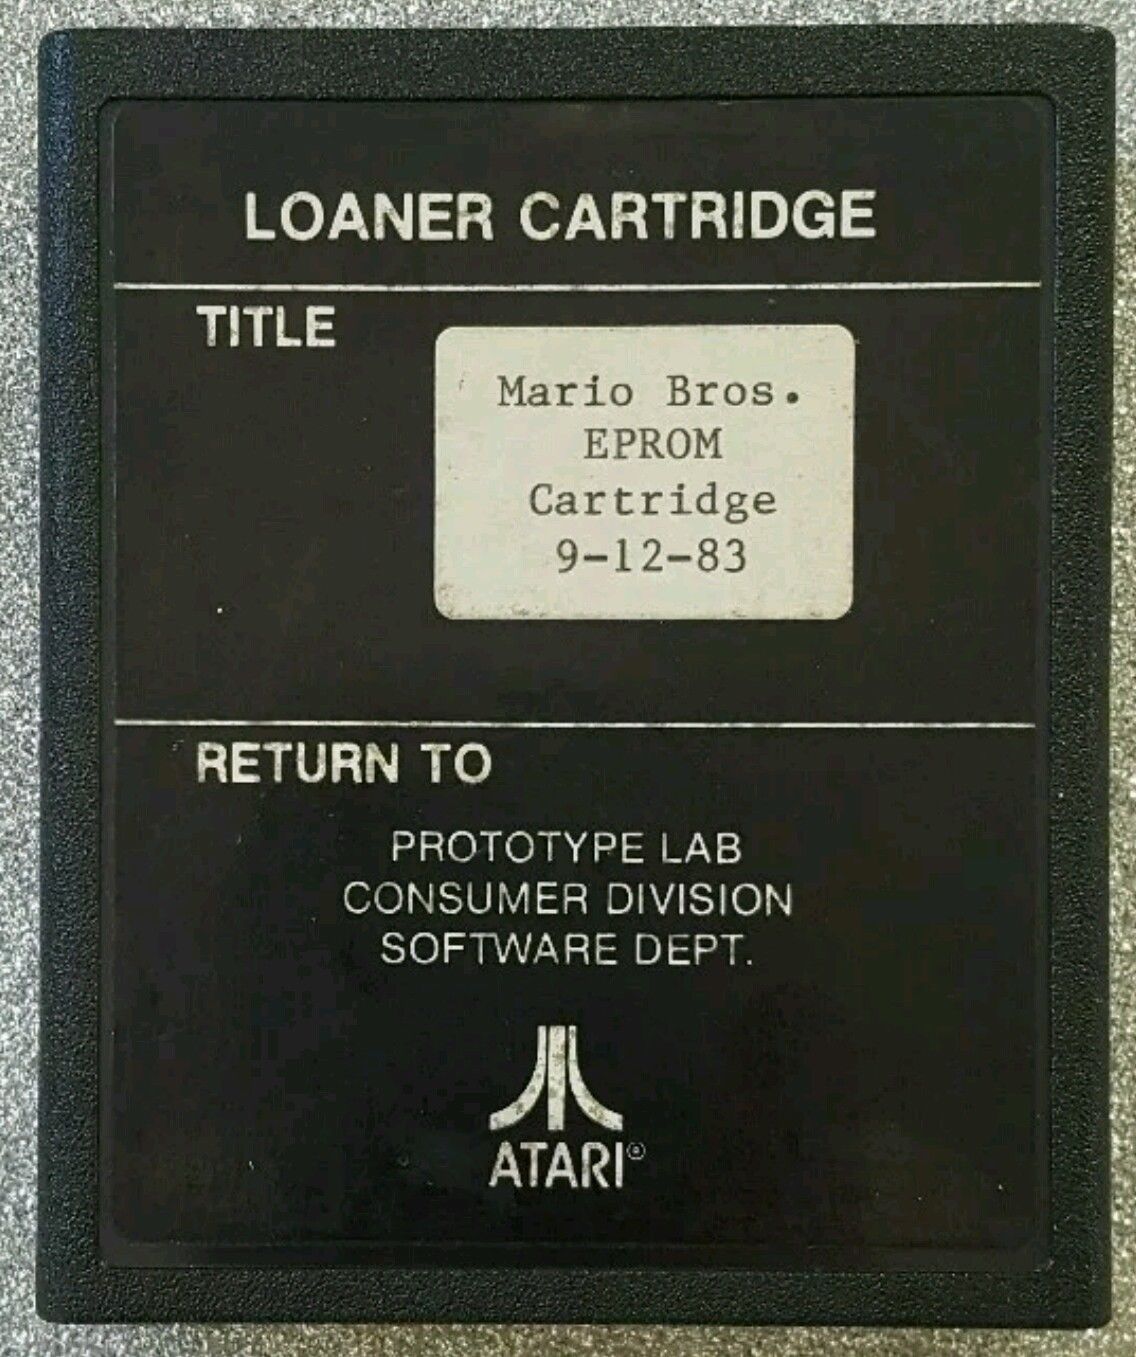 LOANER CARTRIDGE
TITLE
Mario Bros.
EPROM
Cartridge
9-12-83
RETURN TO
PROTOTYPE LAB
CONSUMER DIVISION
SOFTWARE DEPT.
ATARI®